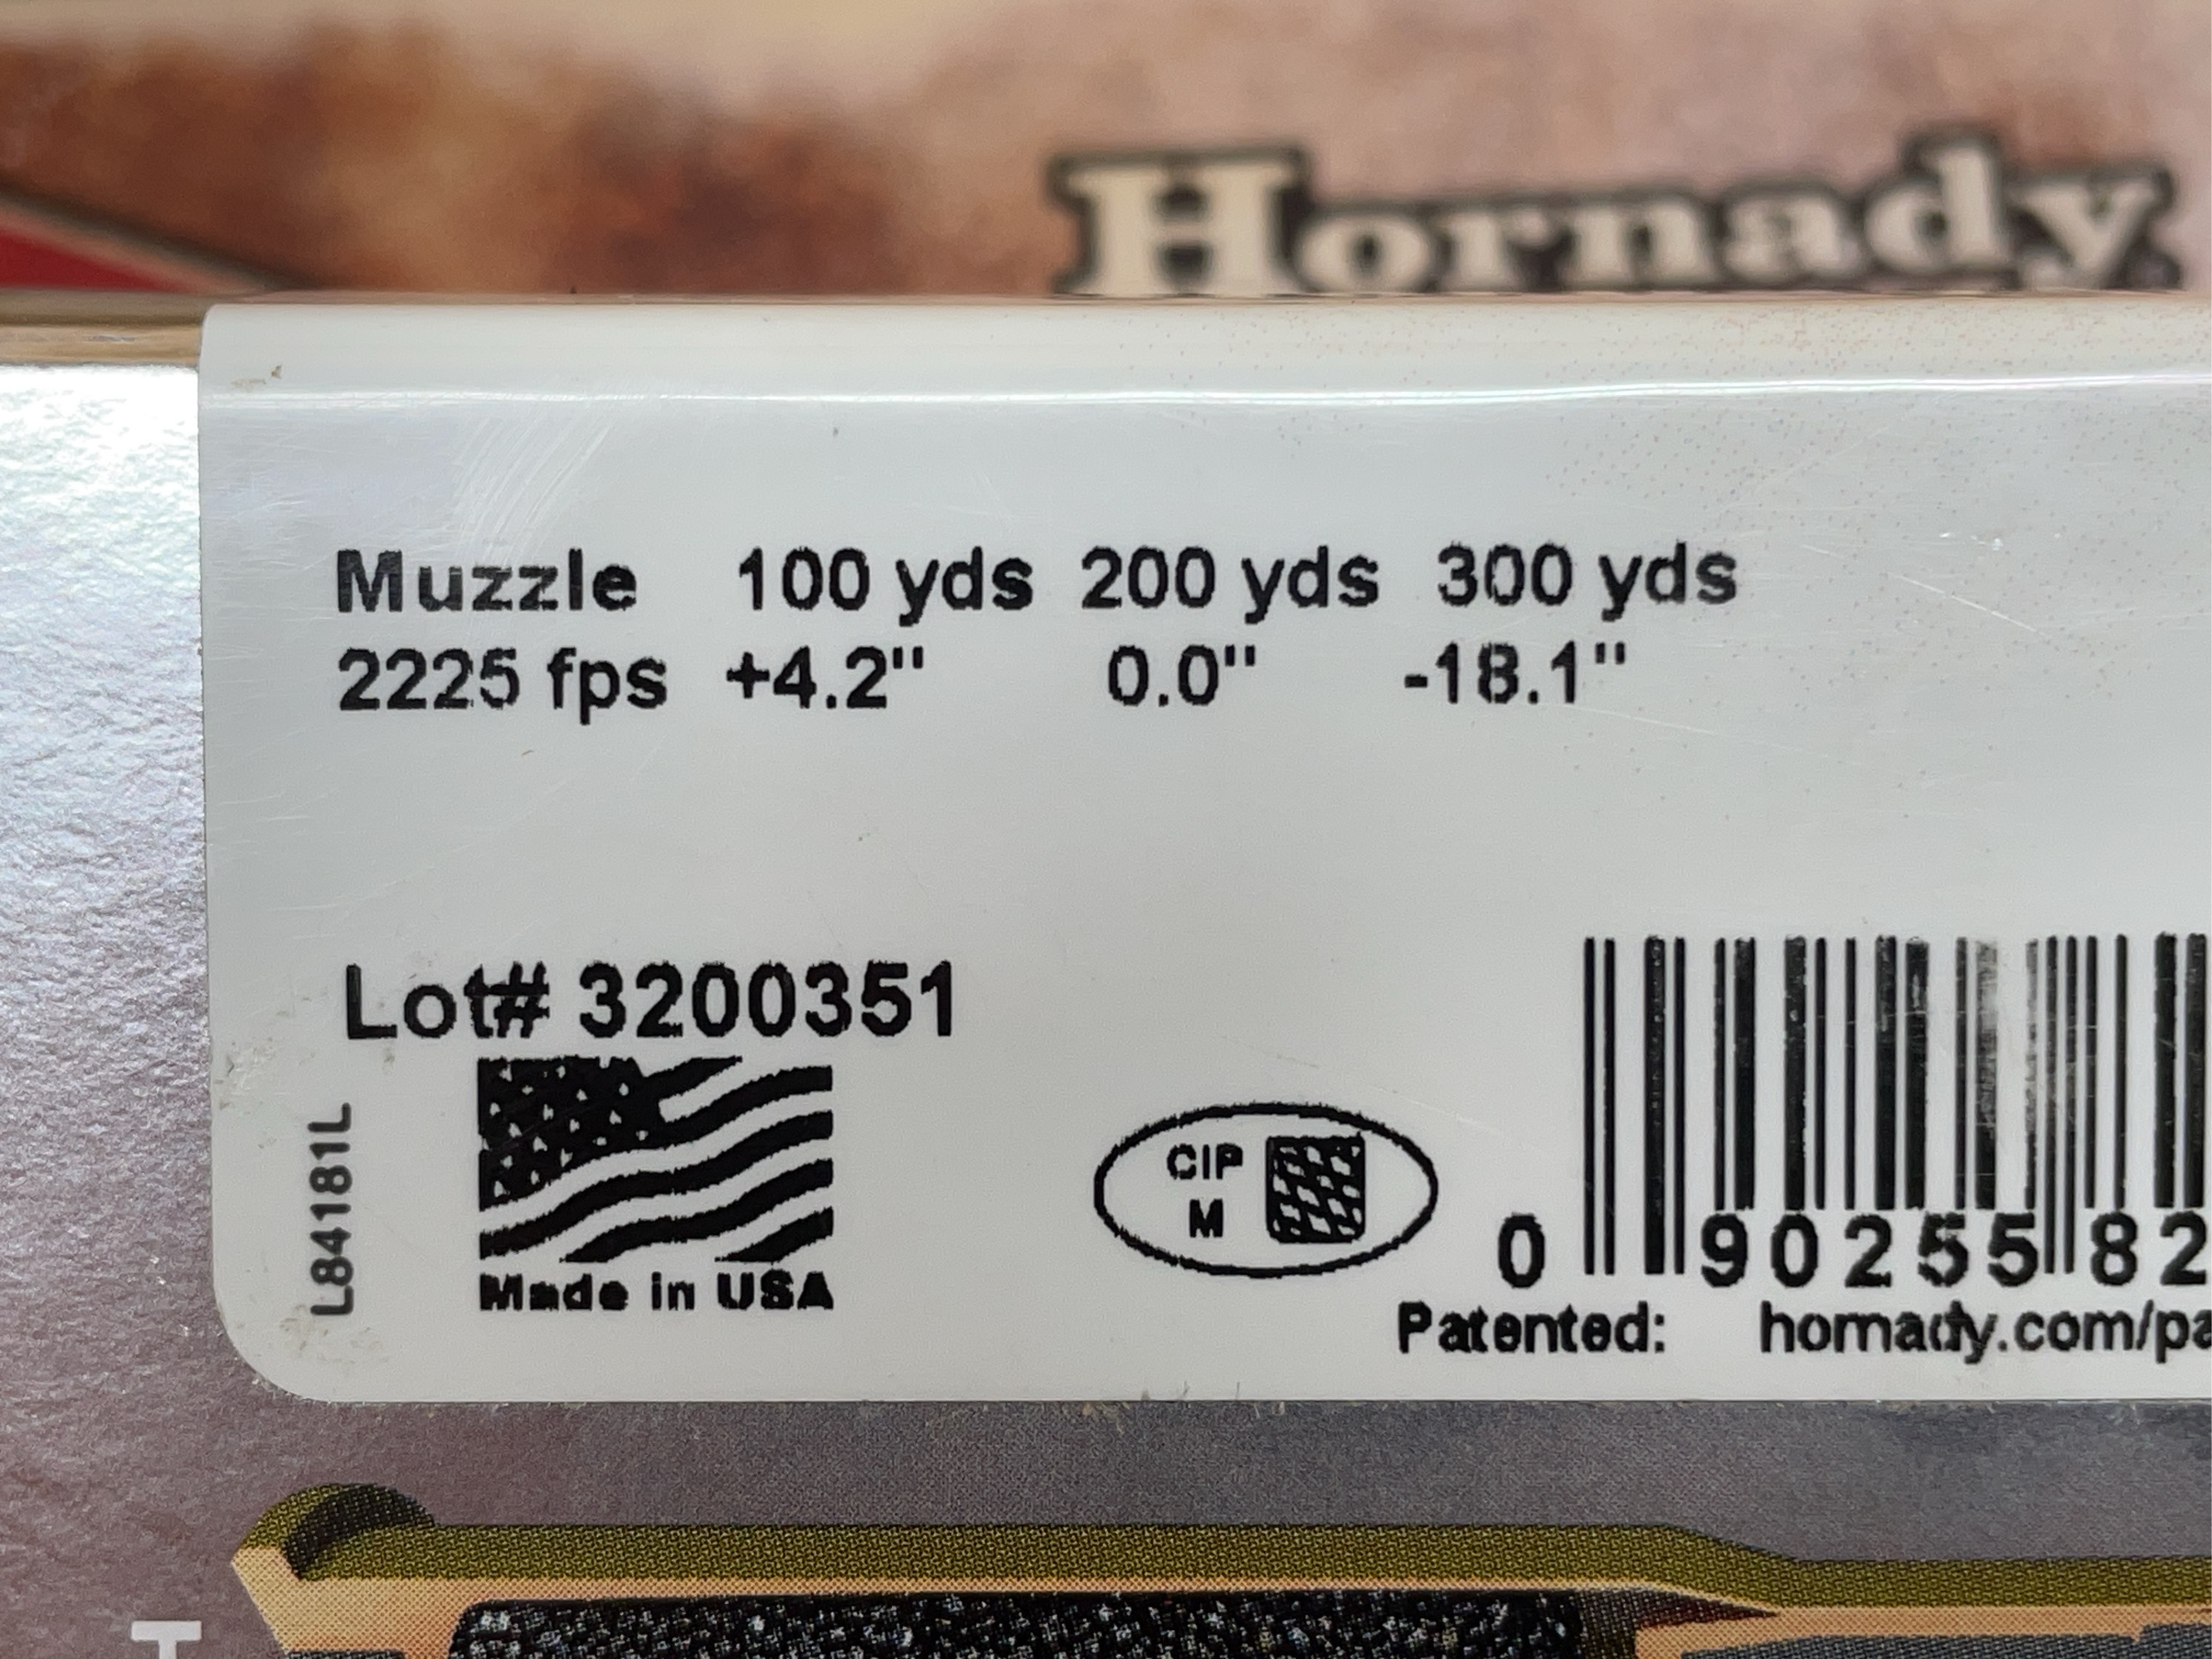 Hornady
Muzzle 100 yds 200 yds 300 yds
2225 fps +4.2" 0.0" -18.1"
Lot# 3200351
L84181L
Made in USA
CIP
M
0 90255 82
Patented: hornady.com/pa
T